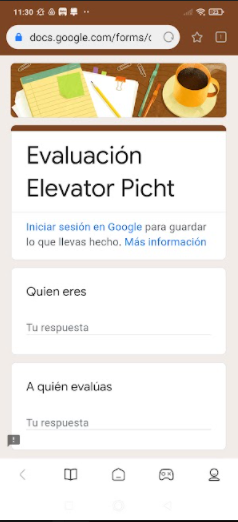 11:30
docs.google.com/forms/c
Evaluación
Elevator Picht
Iniciar sesión en Google para guardar
lo que llevas hecho. Más información
Quien eres
Tu respuesta
A quién evalúas
Tu respuesta